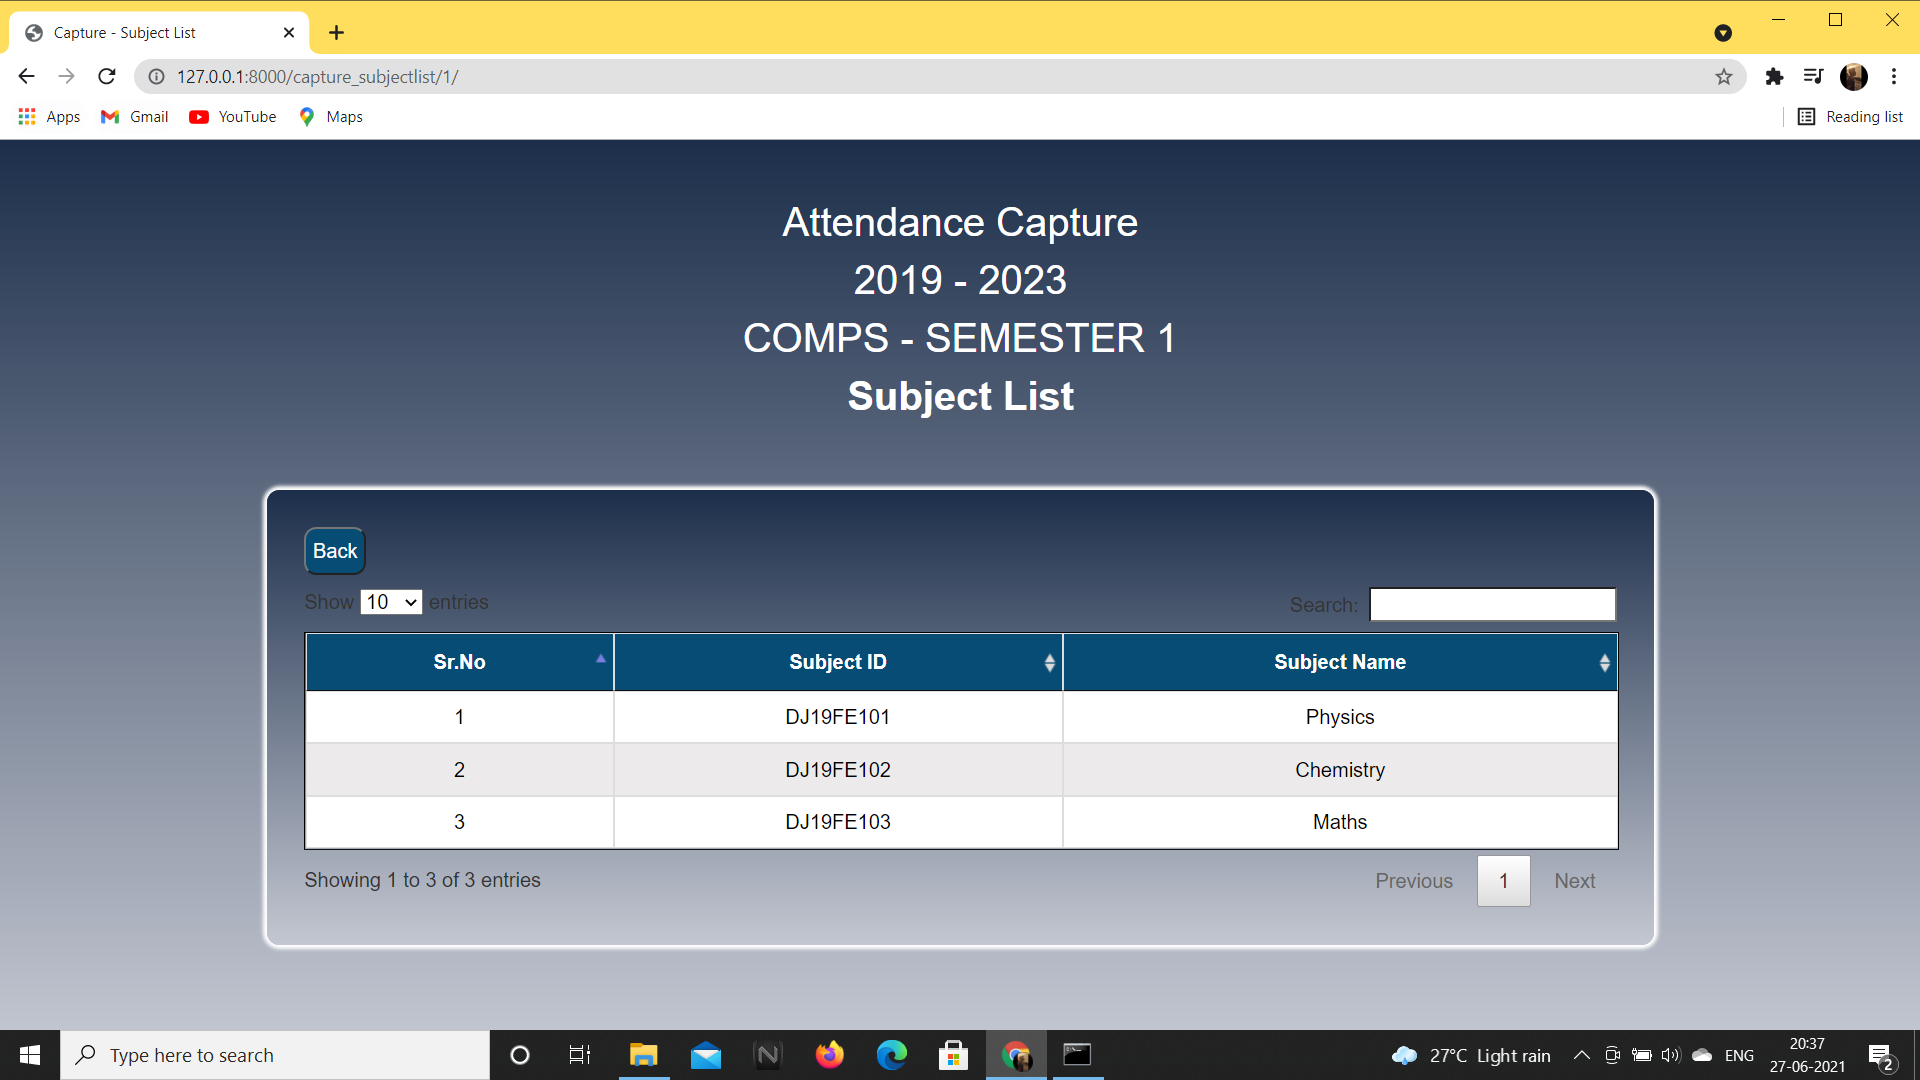 Capture - Subject List
127.0.0.1:8000/capture_subjectlist/1/
Apps Gmail YouTube Maps Reading list
Attendance Capture
2019 - 2023
COMPS - SEMESTER 1
Subject List
Back
Show 10 entries Search:
Sr.No Subject ID Subject Name
1 DJ19FE101 Physics
2 DJ19FE102 Chemistry
3 DJ19FE103 Maths
Showing 1 to 3 of 3 entries Previous 1 Next
Type here to search N 27°C Light rain ENG 20:37
27-06-2021 2